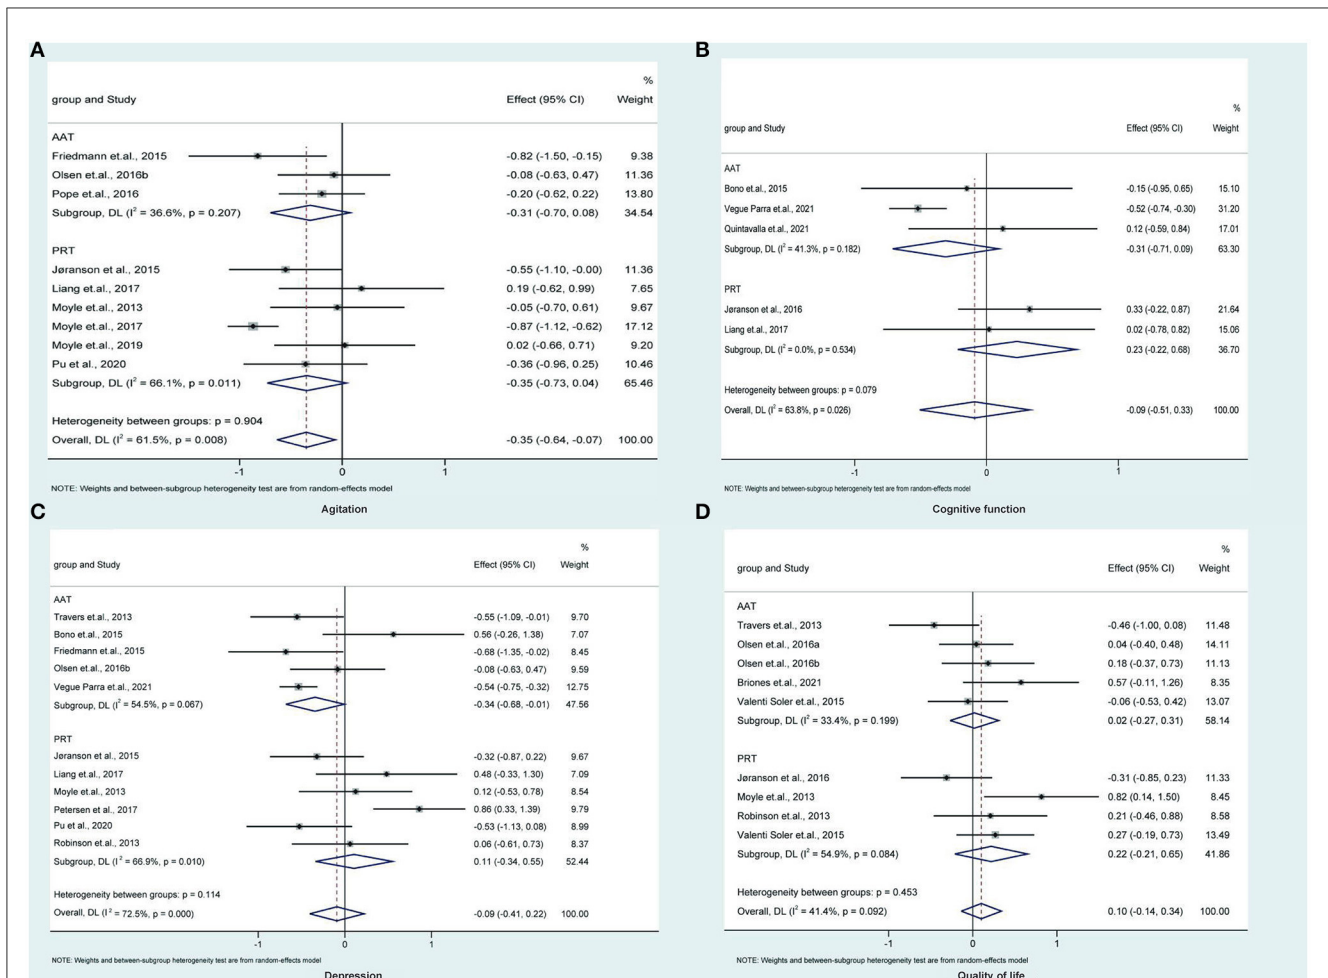 A
%
group and Study Effect (95% CI) Weight
AAT
Friedmann et.al., 2015 -0.82 (-1.50, -0.15) 9.38
Olsen et.al., 2016b -0.08 (-0.63, 0.47) 11.36
Pope et.al., 2016 -0.20 (-0.62, 0.22) 13.80
Subgroup, DL (I² = 36.6%, p = 0.207) -0.31 (-0.70, 0.08) 34.54
PRT
Jøranson et al., 2015 -0.55 (-1.10, -0.00) 11.36
Liang et.al., 2017 0.19 (-0.62, 0.99) 7.65
Moyle et.al., 2013 -0.05 (-0.70, 0.61) 9.67
Moyle et.al., 2017 -0.87 (-1.12, -0.62) 17.12
Moyle et.al., 2019 0.02 (-0.66, 0.71) 9.20
Pu et al., 2020 -0.36 (-0.96, 0.25) 10.46
Subgroup, DL (I² = 66.1%, p = 0.011) -0.35 (-0.73, 0.04) 65.46
Heterogeneity between groups: p = 0.904
Overall, DL (I² = 61.5%, p = 0.008) -0.35 (-0.64, -0.07) 100.00
-1 0 1
NOTE: Weights and between-subgroup heterogeneity test are from random-effects model
Agitation
B
%
group and Study Effect (95% CI) Weight
AAT
Bono et.al., 2015 -0.15 (-0.95, 0.65) 15.10
Vegue Parra et.al., 2021 -0.52 (-0.74, -0.30) 31.20
Quintavalla et.al., 2021 0.12 (-0.59, 0.84) 17.01
Subgroup, DL (I² = 41.3%, p = 0.182) -0.31 (-0.71, 0.09) 63.30
PRT
Jøranson et al., 2016 0.33 (-0.22, 0.87) 21.64
Liang et.al., 2017 0.02 (-0.78, 0.82) 15.06
Subgroup, DL (I² = 0.0%, p = 0.534) 0.23 (-0.22, 0.68) 36.70
Heterogeneity between groups: p = 0.079
Overall, DL (I² = 63.8%, p = 0.026) -0.09 (-0.51, 0.33) 100.00
-1 0 1
NOTE: Weights and between-subgroup heterogeneity test are from random-effects model
Cognitive function
C
%
group and Study Effect (95% CI) Weight
AAT
Travers et.al., 2013 -0.55 (-1.09, -0.01) 9.70
Bono et.al., 2015 0.56 (-0.26, 1.38) 7.07
Friedmann et.al., 2015 -0.68 (-1.35, -0.02) 8.45
Olsen et.al., 2016b -0.08 (-0.63, 0.47) 9.59
Vegue Parra et.al., 2021 -0.54 (-0.75, -0.32) 12.75
Subgroup, DL (I² = 54.5%, p = 0.067) -0.34 (-0.68, -0.01) 47.56
PRT
Jøranson et al., 2015 -0.32 (-0.87, 0.22) 9.67
Liang et.al., 2017 0.48 (-0.33, 1.30) 7.09
Moyle et.al., 2013 0.12 (-0.53, 0.78) 8.54
Petersen et.al., 2017 0.86 (0.33, 1.39) 9.79
Pu et al., 2020 -0.53 (-1.13, 0.08) 8.99
Robinson et.al., 2013 0.06 (-0.61, 0.73) 8.37
Subgroup, DL (I² = 66.9%, p = 0.010) 0.11 (-0.34, 0.55) 52.44
Heterogeneity between groups: p = 0.114
Overall, DL (I² = 72.5%, p = 0.000) -0.09 (-0.41, 0.22) 100.00
-1 0 1
NOTE: Weights and between-subgroup heterogeneity test are from random-effects model
Depression
D
%
group and Study Effect (95% CI) Weight
AAT
Travers et.al., 2013 -0.46 (-1.00, 0.08) 11.48
Olsen et.al., 2016a 0.04 (-0.40, 0.48) 14.11
Olsen et.al., 2016b 0.18 (-0.37, 0.73) 11.13
Briones et.al., 2021 0.57 (-0.11, 1.26) 8.35
Valenti Soler et.al., 2015 -0.06 (-0.53, 0.42) 13.07
Subgroup, DL (I² = 33.4%, p = 0.199) 0.02 (-0.27, 0.31) 58.14
PRT
Jøranson et al., 2016 -0.31 (-0.85, 0.23) 11.33
Moyle et.al., 2013 0.82 (0.14, 1.50) 8.45
Robinson et.al., 2013 0.21 (-0.46, 0.88) 8.58
Valenti Soler et.al., 2015 0.27 (-0.19, 0.73) 13.49
Subgroup, DL (I² = 54.9%, p = 0.084) 0.22 (-0.21, 0.65) 41.86
Heterogeneity between groups: p = 0.453
Overall, DL (I² = 41.4%, p = 0.092) 0.10 (-0.14, 0.34) 100.00
-1 0 1
NOTE: Weights and between-subgroup heterogeneity test are from random-effects model
Quality of life